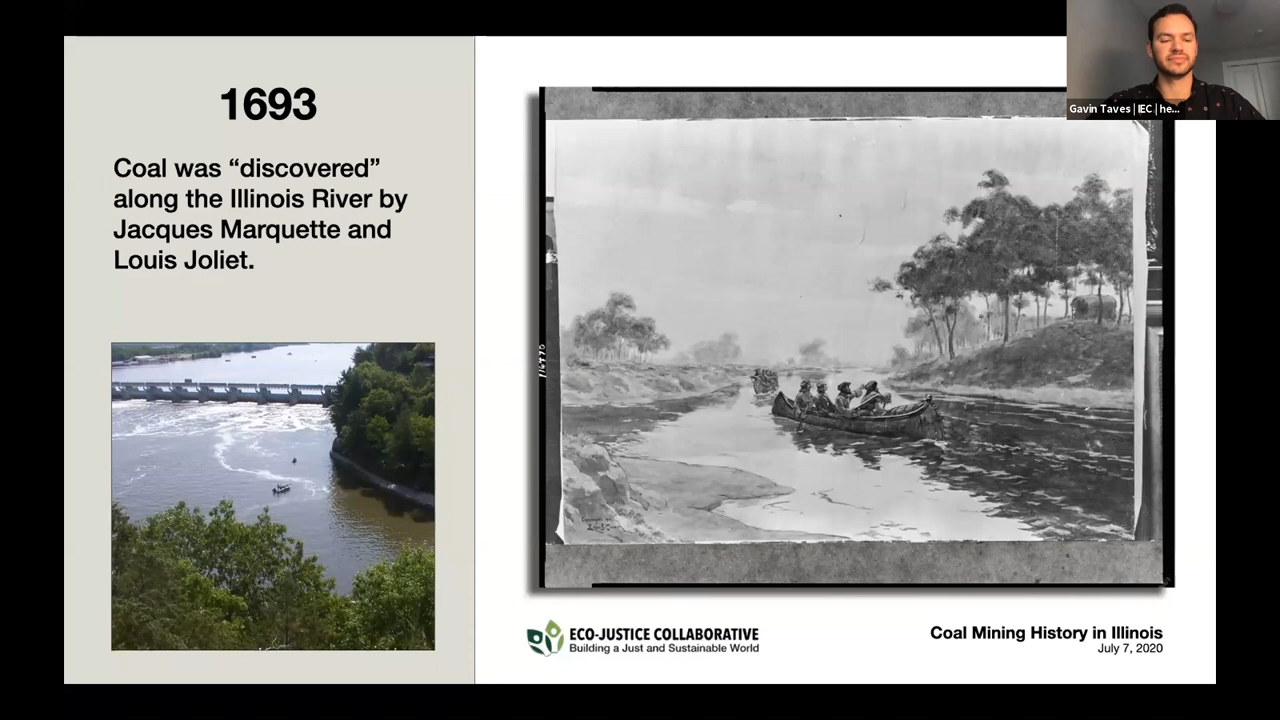 1693
Coal was “discovered”
along the Illinois River by
Jacques Marquette and
Louis Joliet.
Gavin Taves | IEC | he...
ECO-JUSTICE COLLABORATIVE
Building a Just and Sustainable World
Coal Mining History in Illinois
July 7, 2020